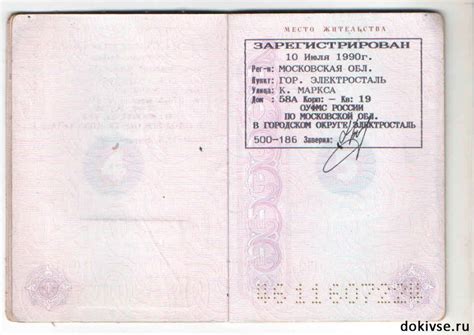 МЕСТО ЖИТЕЛЬСТВА
ЗАРЕГИСТРИРОВАН
10 Июля 1990г.
Рег-н: МОСКОВСКАЯ ОБЛ.
Пункт: ГОР. ЭЛЕКТРОСТАЛЬ
Улица: К. МАРКСА
Дом : 58А Корп: - Кв: 19
ОУФМС РОССИИ
ПО МОСКОВСКОЙ ОБЛ.
В ГОРОДСКОМ ОКРУГЕ ЭЛЕКТРОСТАЛЬ
500-186 Заверил:
dokivse.ru